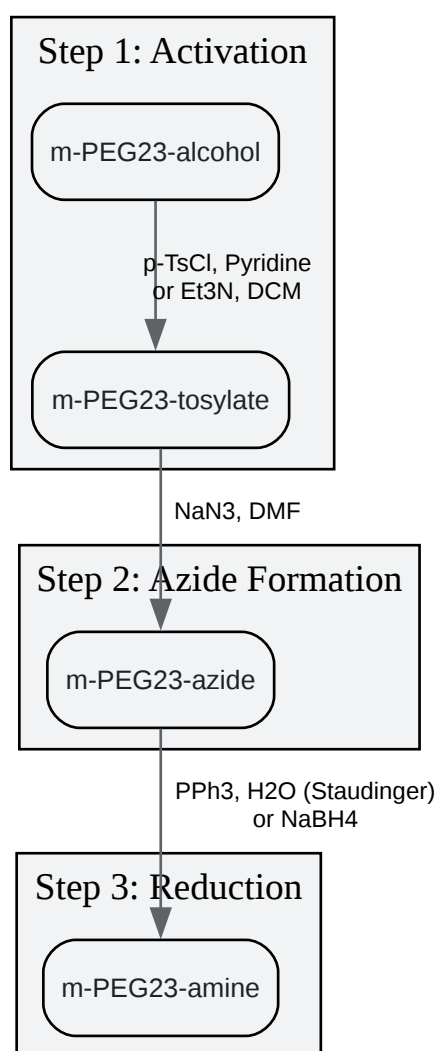 Step 1: Activation
m-PEG23-alcohol
p-TsCl, Pyridine
or Et3N, DCM
m-PEG23-tosylate
NaN3, DMF
Step 2: Azide Formation
m-PEG23-azide
PPh3, H2O (Staudinger)
or NaBH4
Step 3: Reduction
m-PEG23-amine